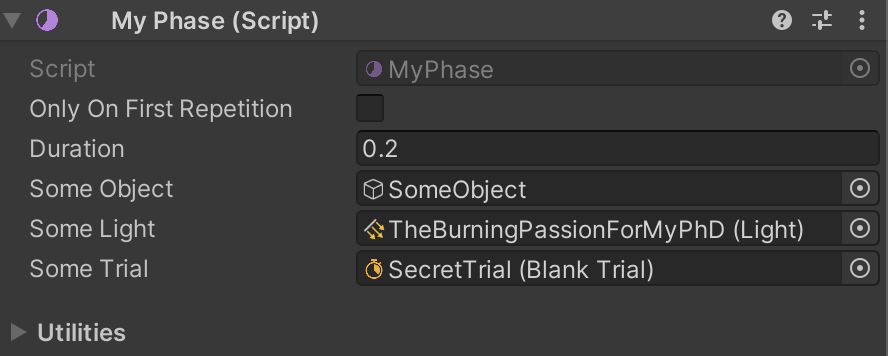 My Phase (Script)
Script MyPhase
Only On First Repetition
Duration 0.2
Some Object SomeObject
Some Light TheBurningPassionForMyPhD (Light)
Some Trial SecretTrial (Blank Trial)
Utilities